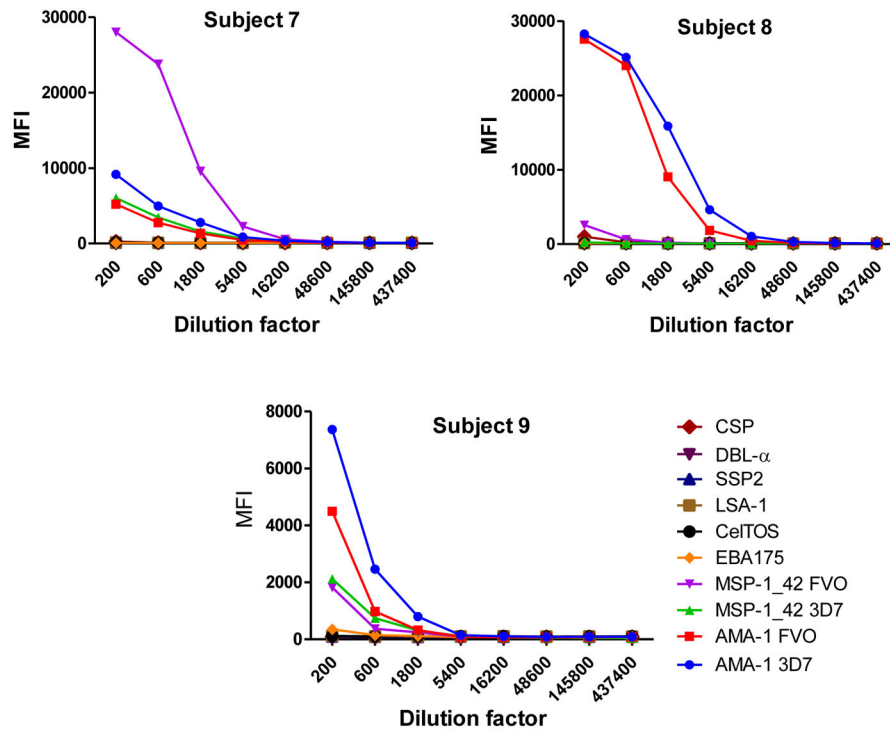 Subject 7
MFI
30000
20000
10000
0
200
600
1800
5400
16200
48600
145800
437400
Dilution factor
Subject 8
MFI
30000
20000
10000
0
200
600
1800
5400
16200
48600
145800
437400
Dilution factor
Subject 9
MFI
8000
6000
4000
2000
0
200
600
1800
5400
16200
48600
145800
437400
Dilution factor
CSP
DBL-α
SSP2
LSA-1
CelTOS
EBA175
MSP-1_42 FVO
MSP-1_42 3D7
AMA-1 FVO
AMA-1 3D7